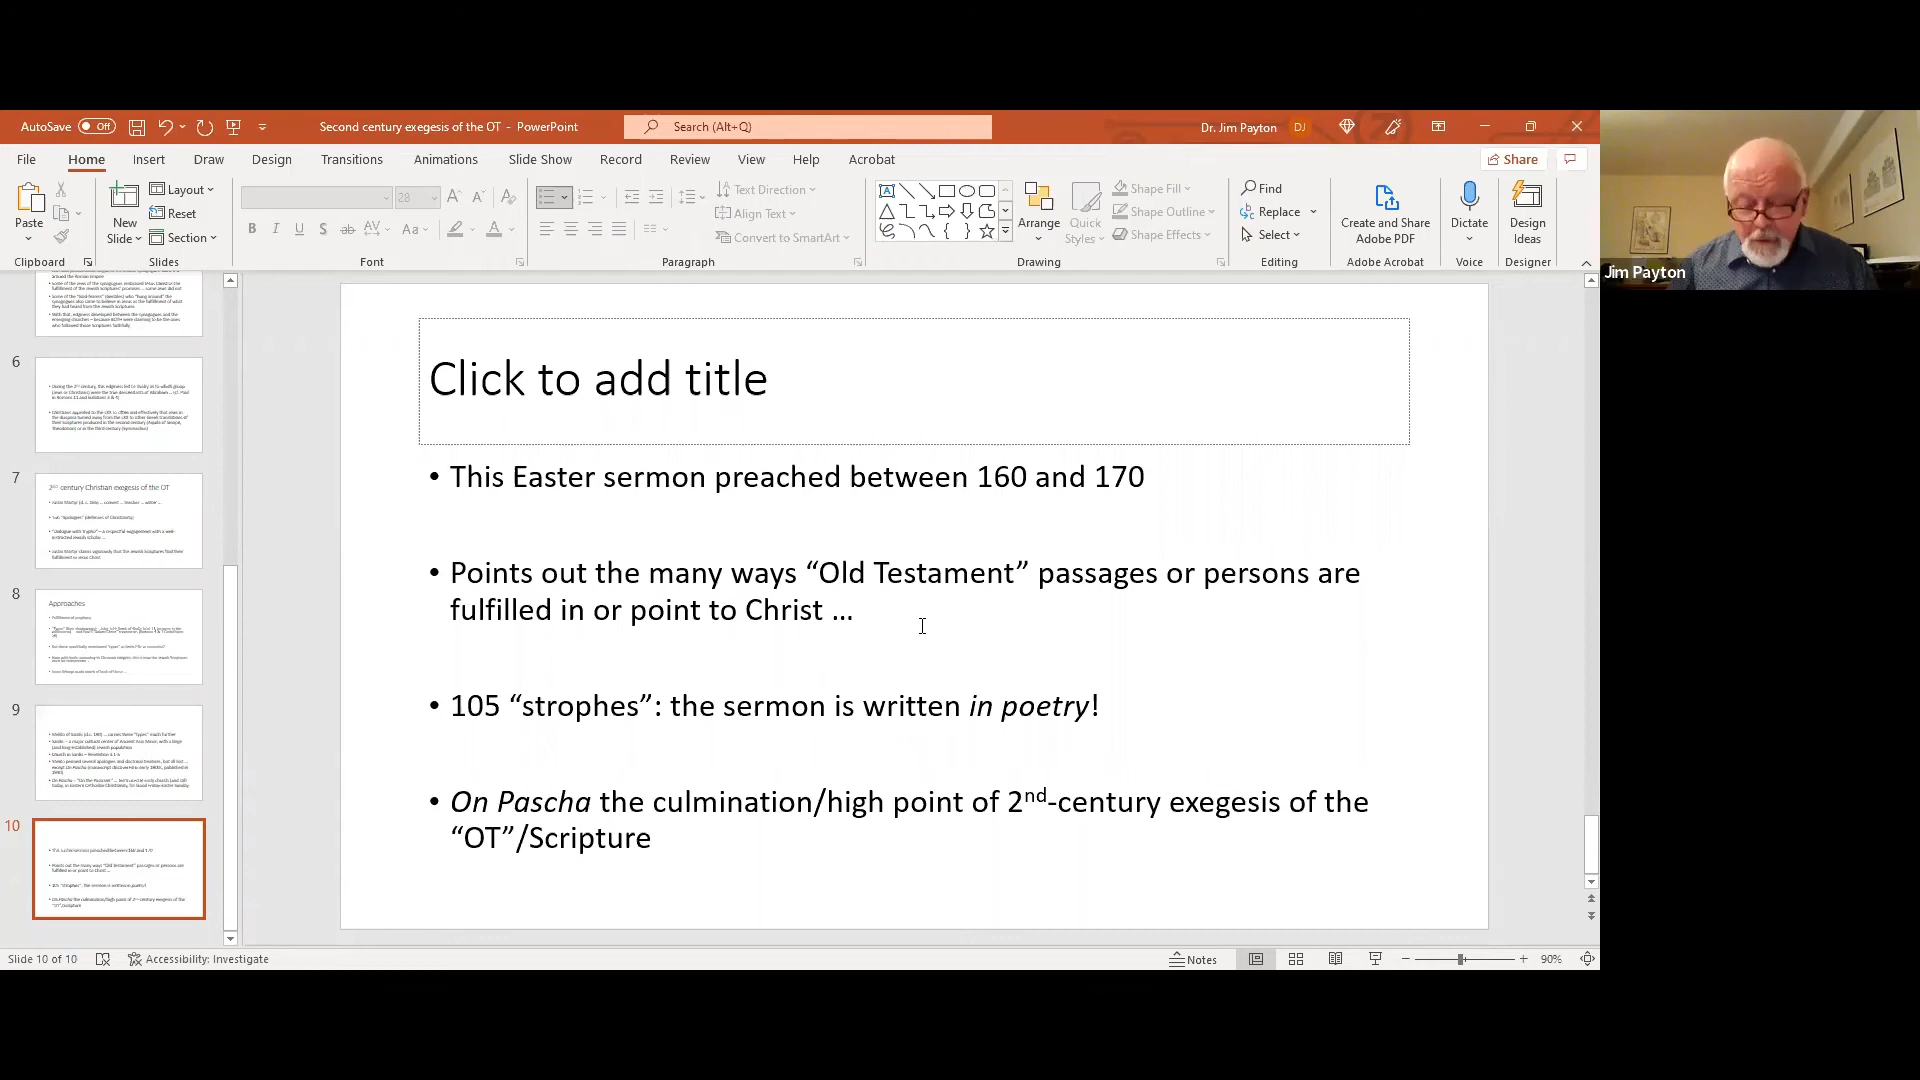 AutoSave Off
Second century exegesis of the OT - PowerPoint
Search (Alt+Q)
Dr. Jim Payton DJ
File Home Insert Draw Design Transitions Animations Slide Show Record Review View Help Acrobat
Share
Paste
Clipboard
New Slide
Layout
Reset
Section
Slides
28
Font
Text Direction
Align Text
Convert to SmartArt
Paragraph
Arrange
Quick Styles
Shape Fill
Shape Outline
Shape Effects
Drawing
Find
Replace
Select
Editing
Create and Share Adobe PDF
Adobe Acrobat
Dictate
Voice
Design Ideas
Designer
Jim Payton
6
7
2nd century Christian exegesis of the OT
8
Approaches
9
10
Click to add title
• This Easter sermon preached between 160 and 170
• Points out the many ways “Old Testament” passages or persons are
fulfilled in or point to Christ ...
• 105 “strophes”: the sermon is written in poetry!
• On Pascha the culmination/high point of 2nd-century exegesis of the
“OT”/Scripture
Slide 10 of 10
Accessibility: Investigate
Notes
90%